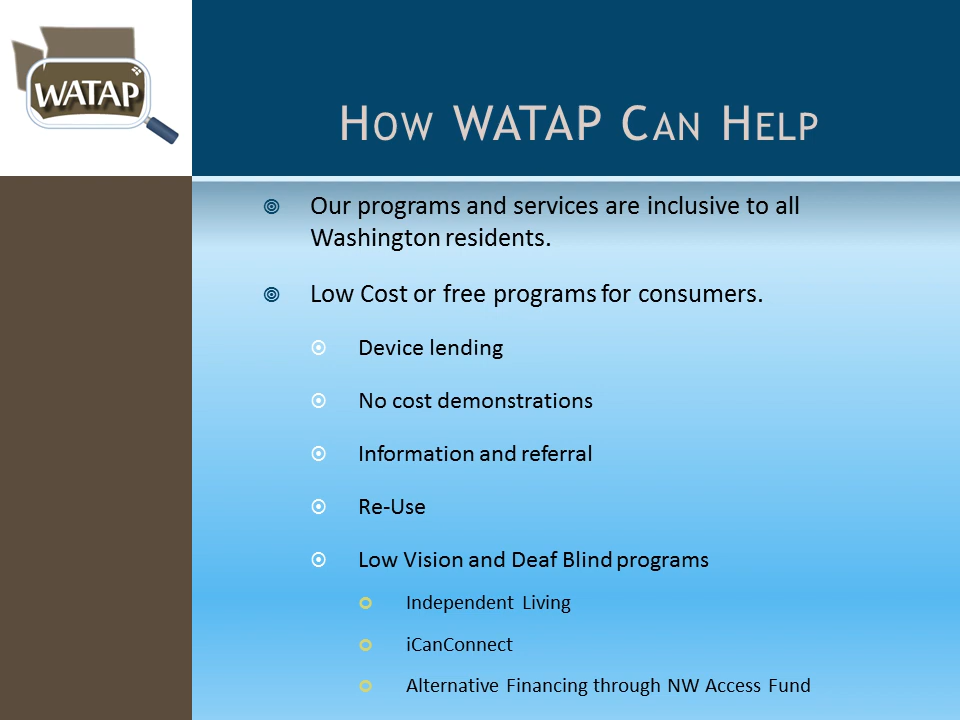 WATAP
How WATAP Can Help
Our programs and services are inclusive to all
Washington residents.
Low Cost or free programs for consumers.
Device lending
No cost demonstrations
Information and referral
Re-Use
Low Vision and Deaf Blind programs
Independent Living
iCanConnect
Alternative Financing through NW Access Fund